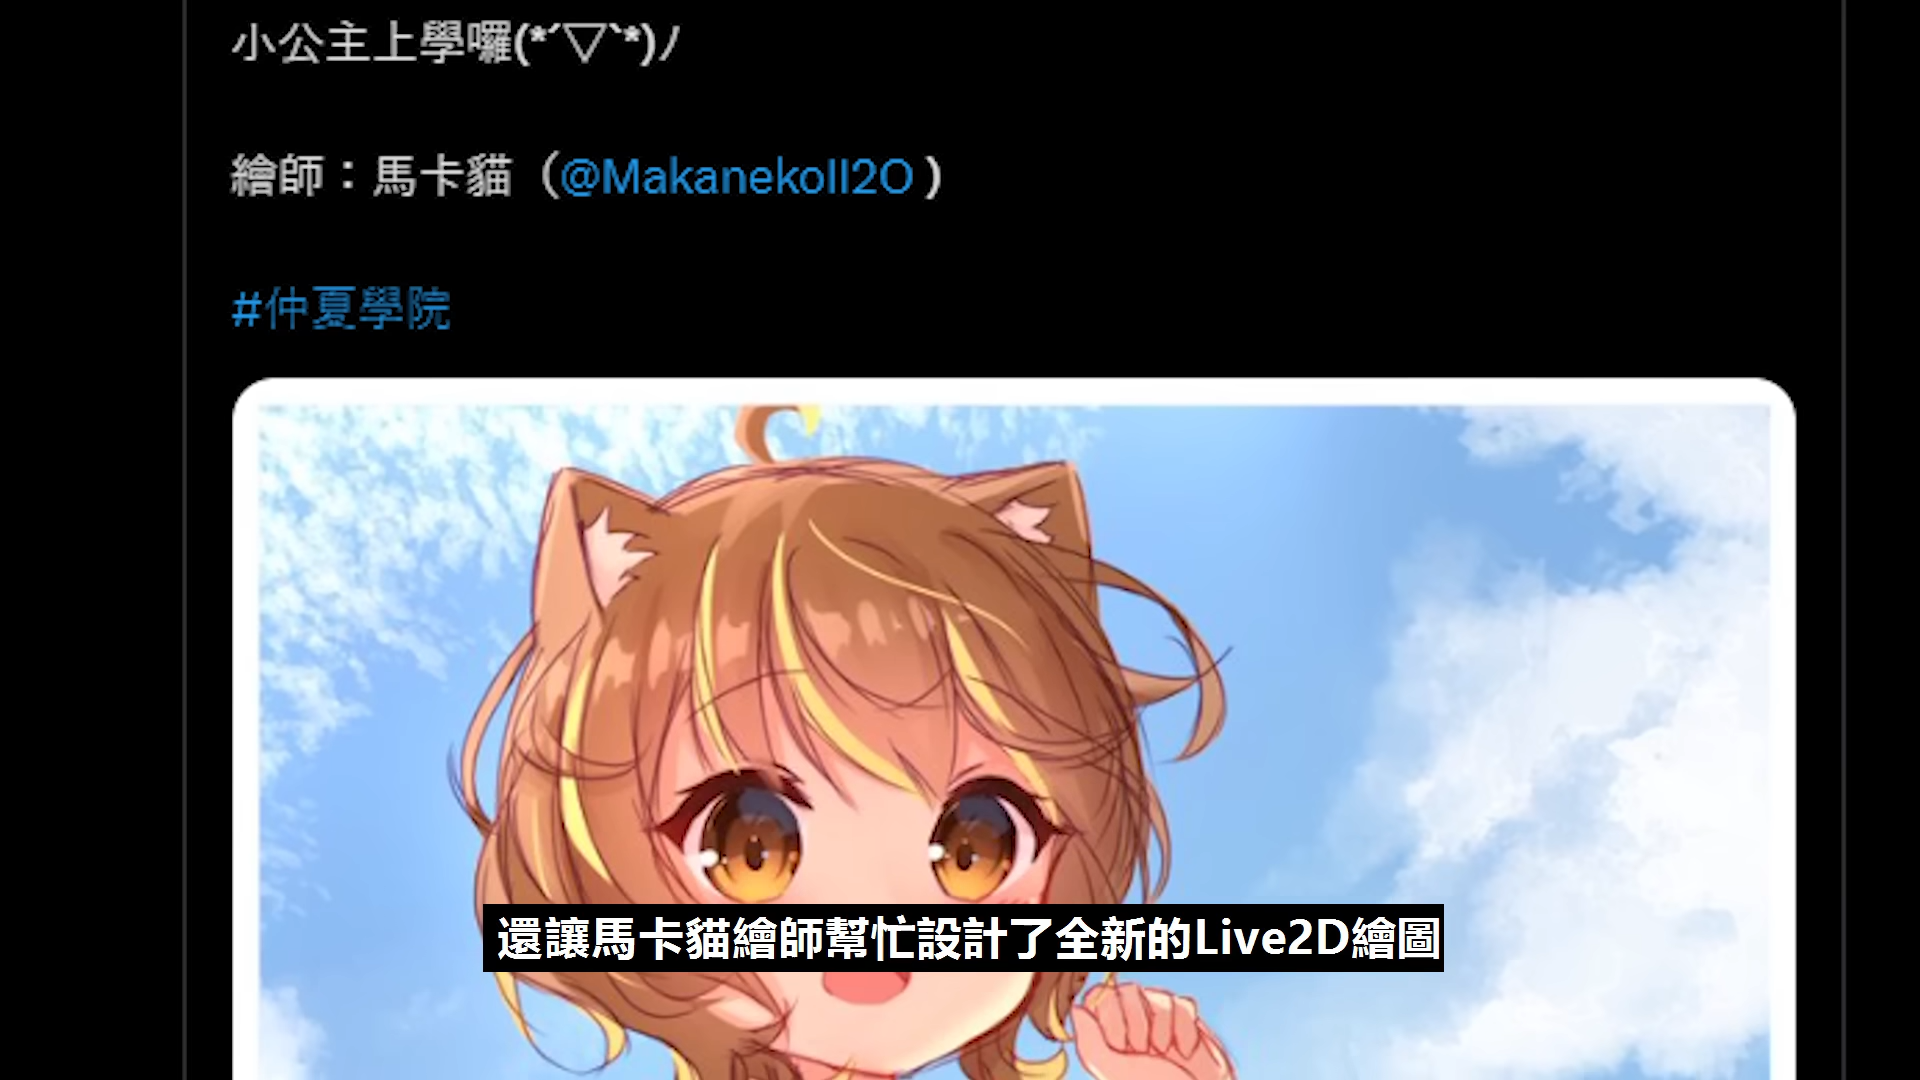 小公主上學囉(*´▽`*)ﾉ
繪師：馬卡貓（@MakanekoII2O）
#仲夏學院
還讓馬卡貓繪師幫忙設計了全新的Live2D繪圖